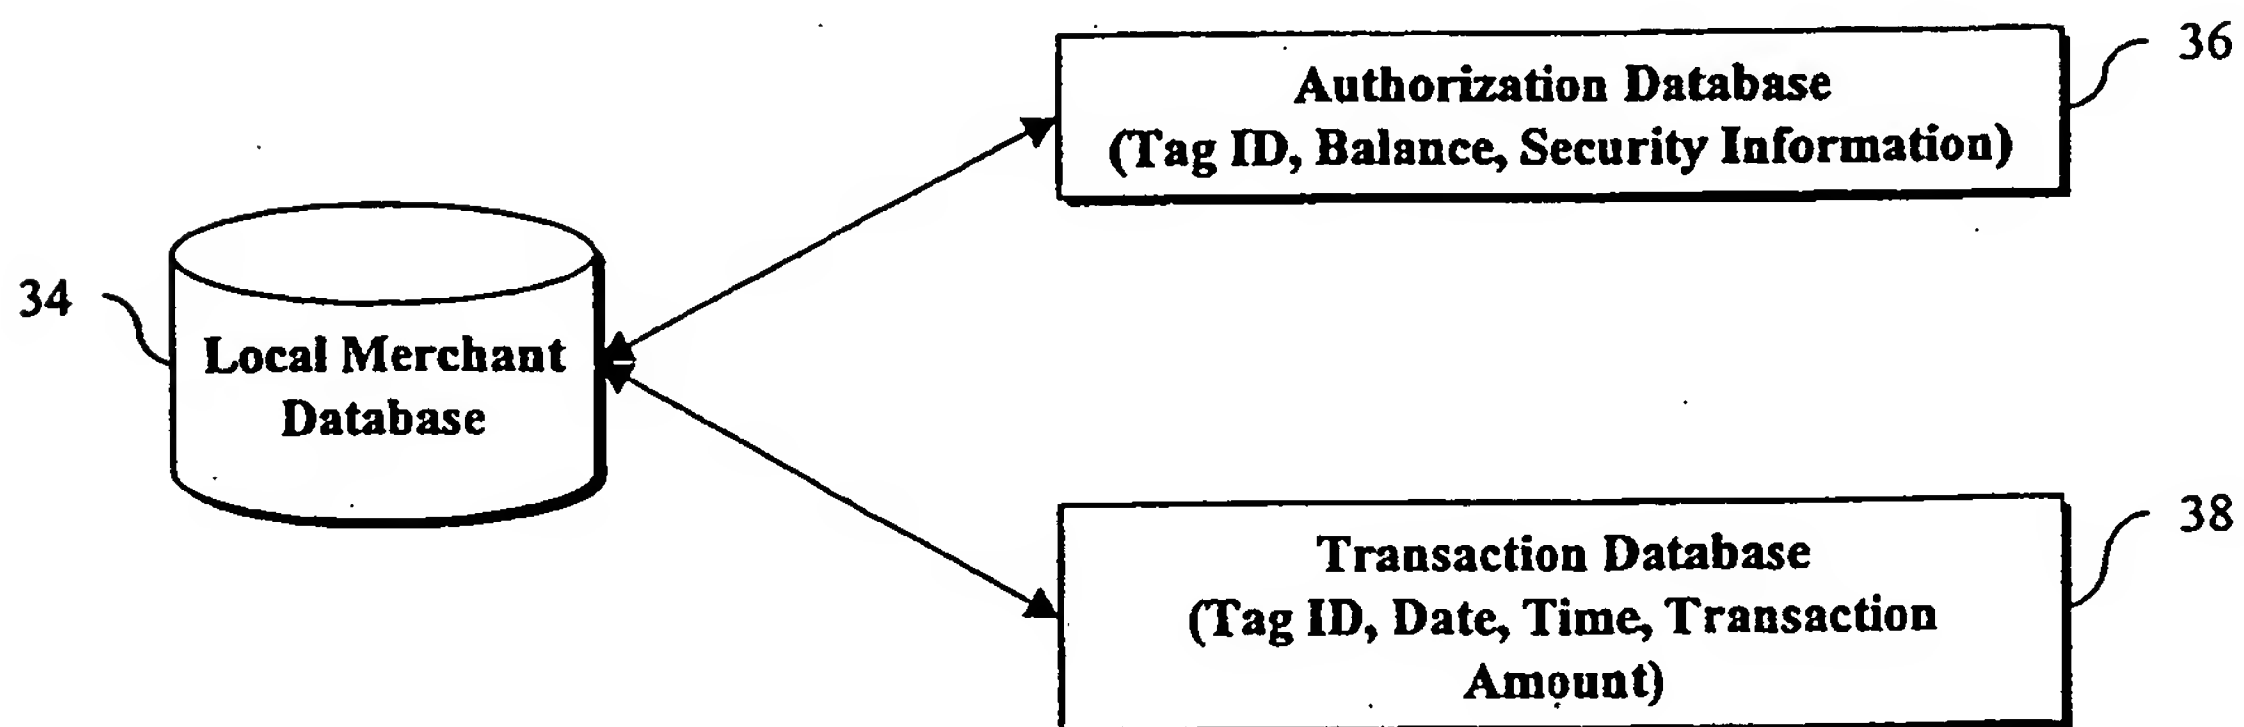 36
Authorization Database
(Tag ID, Balance, Security Information)
34
Local Merchant
Database
38
Transaction Database
(Tag ID, Date, Time, Transaction
Amount)